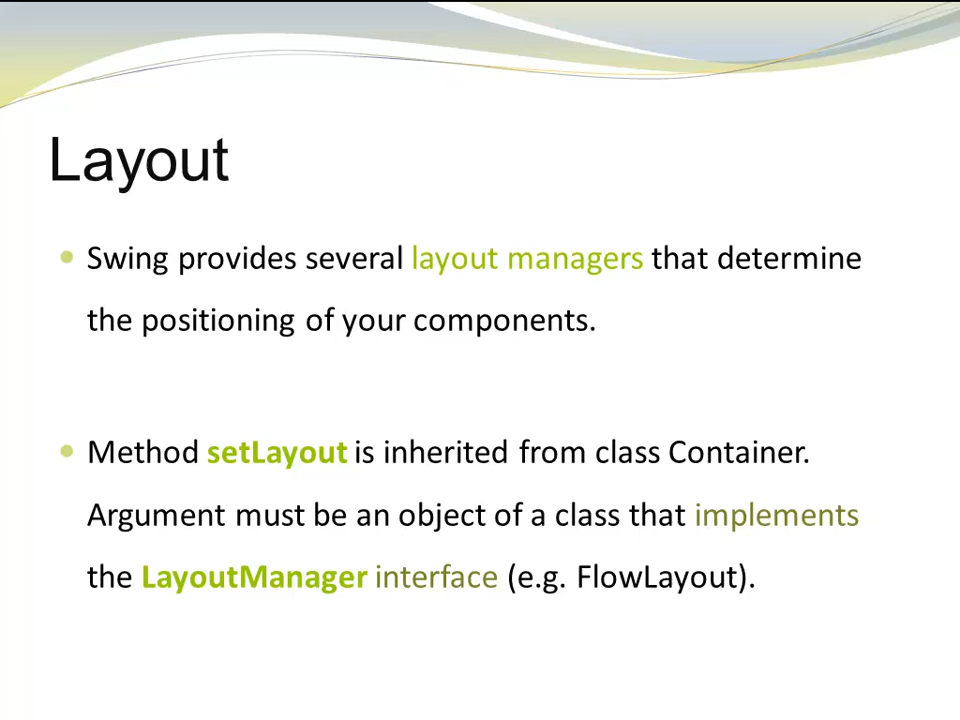 Layout
Swing provides several layout managers that determine
the positioning of your components.
Method setLayout is inherited from class Container.
Argument must be an object of a class that implements
the LayoutManager interface (e.g. FlowLayout).